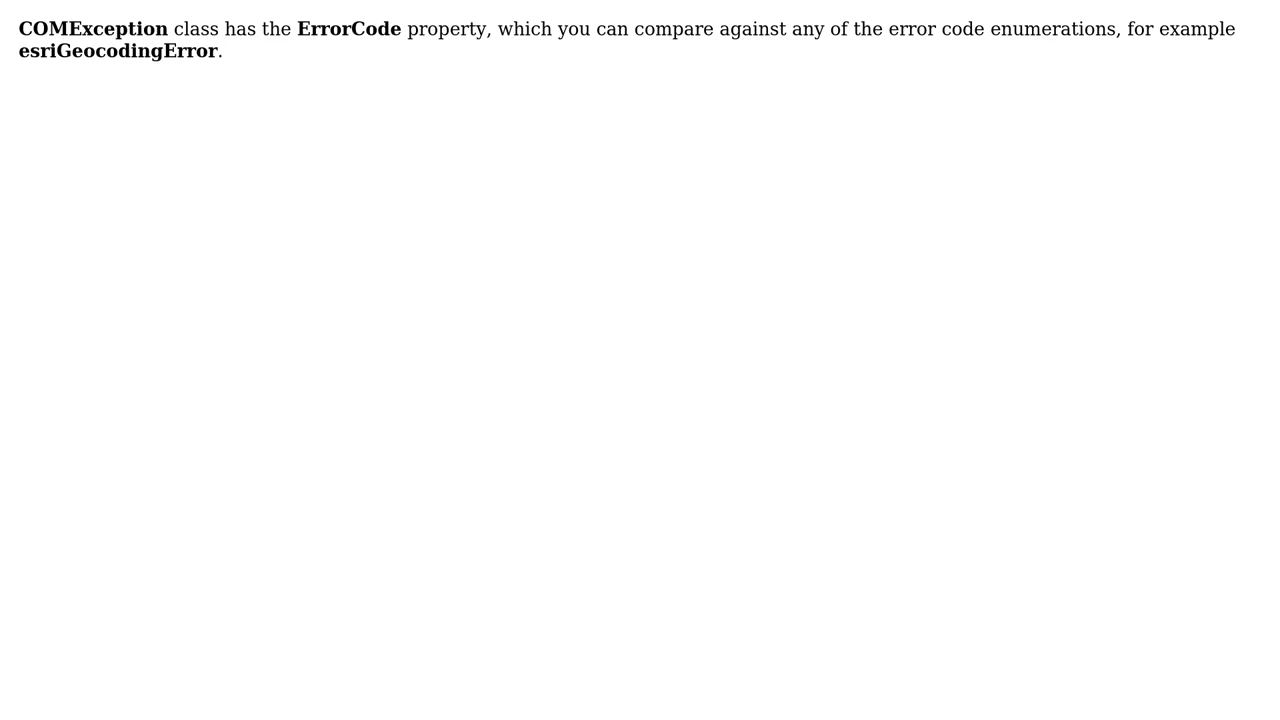 COMException class has the ErrorCode property, which you can compare against any of the error code enumerations, for example
esriGeocodingError.